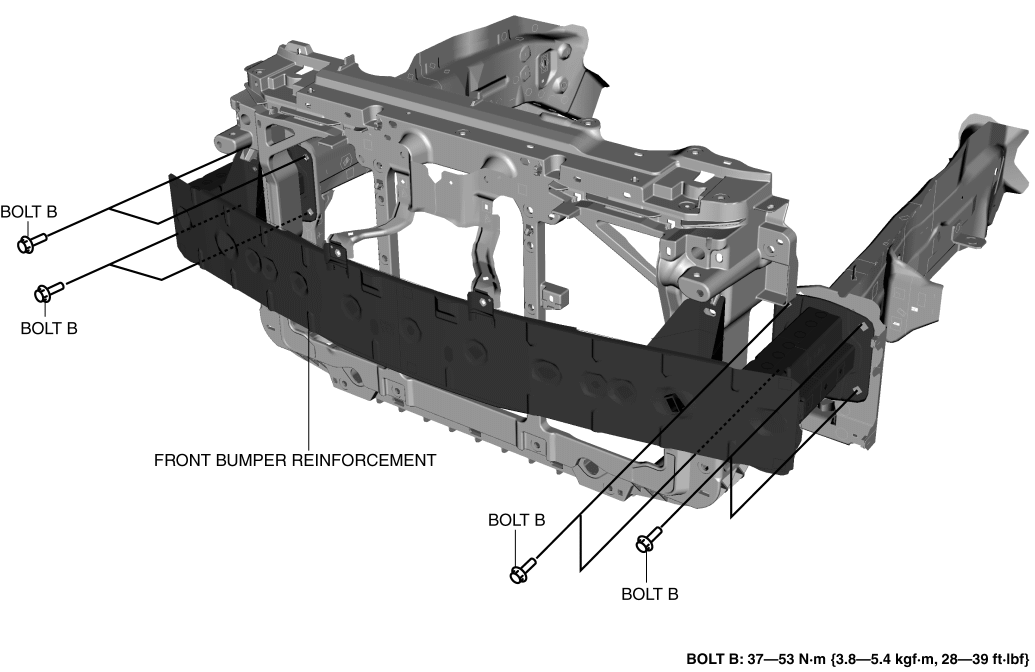 BOLT B
BOLT B
FRONT BUMPER REINFORCEMENT
BOLT B
BOLT B
BOLT B: 37—53 N·m {3.8—5.4 kgf·m, 28—39 ft·lbf}